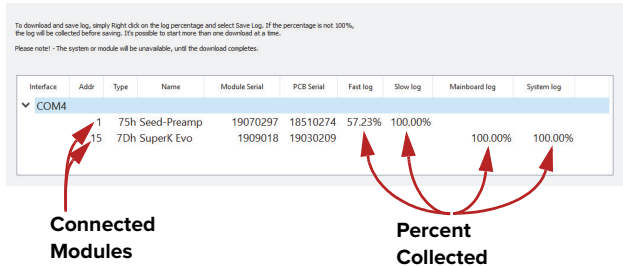 To download and save log, simply Right click on the log percentage and select Save Log. If the percentage is not 100%,
the log will be collected before saving. It's possible to start more than one download at a time.
Please note! - The system or module will be unavailable, until the download completes.
Interface Addr Type Name Module Serial PCB Serial Fast log Slow log Mainboard log System log
COM4
1 75h Seed-Preamp 19070297 18510274 57.23% 100.00%
15 7Dh SuperK Evo 1909018 19030209 100.00% 100.00%
Connected
Modules
Percent
Collected